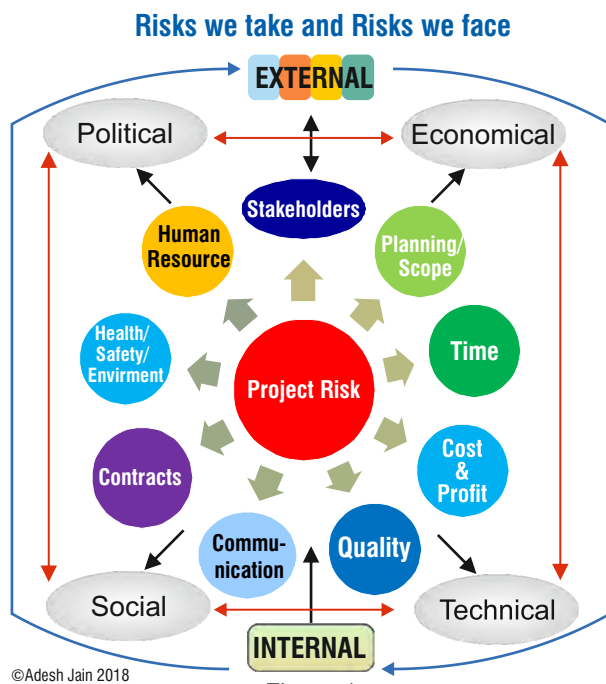 Risks we take and Risks we face
EXTERNAL
Political
Economical
Stakeholders
Human
Resource
Planning/
Scope
Health/
Safety/
Envirment
Time
Project Risk
Contracts
Cost
&
Profit
Commu-
nication
Quality
Social
Technical
INTERNAL
©Adesh Jain 2018